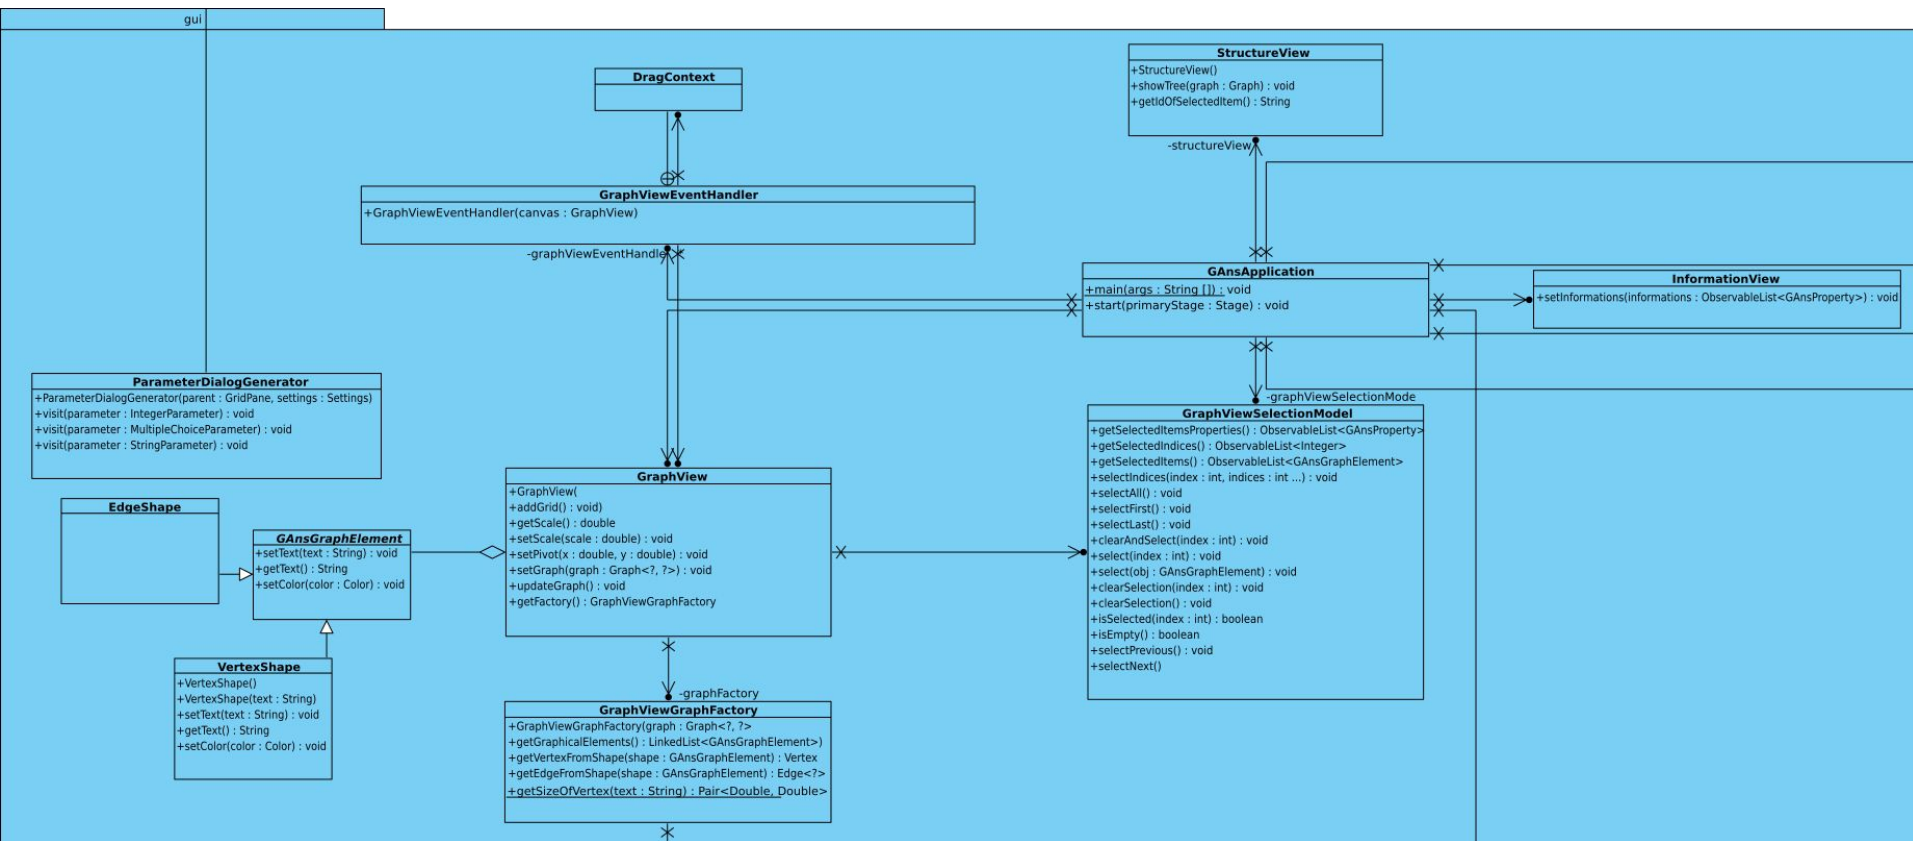 gui
StructureView
+StructureView()
+showTree(graph : Graph) : void
+getIdOfSelectedItem() : String
DragContext
-structureView
GraphViewEventHandler
+GraphViewEventHandler(canvas : GraphView)
-graphViewEventHandle
GAnsApplication
+main(args : String []) : void
+start(primaryStage : Stage) : void
InformationView
+setInformations(informations : ObservableList<GAnsProperty>) : void
ParameterDialogGenerator
+ParameterDialogGenerator(parent : GridPane, settings : Settings)
+visit(parameter : IntegerParameter) : void
+visit(parameter : MultipleChoiceParameter) : void
+visit(parameter : StringParameter) : void
-graphViewSelectionMode
GraphViewSelectionModel
+getSelectedItemsProperties() : ObservableList<GAnsProperty>
+getSelectedIndices() : ObservableList<Integer>
+getSelectedItems() : ObservableList<GAnsGraphElement>
+selectIndices(index : int, indices : int ...) : void
+selectAll() : void
+selectFirst() : void
+selectLast() : void
+clearAndSelect(index : int) : void
+select(index : int) : void
+select(obj : GAnsGraphElement) : void
+clearSelection(index : int) : void
+clearSelection() : void
+isSelected(index : int) : boolean
+isEmpty() : boolean
+selectPrevious() : void
+selectNext()
GraphView
+GraphView(
+addGrid() : void)
+getScale() : double
+setScale(scale : double) : void
+setPivot(x : double, y : double) : void
+setGraph(graph : Graph<?, ?>) : void
+updateGraph() : void
+getFactory() : GraphViewGraphFactory
EdgeShape
GAnsGraphElement
+setText(text : String) : void
+getText() : String
+setColor(color : Color) : void
VertexShape
+VertexShape()
+VertexShape(text : String)
+setText(text : String) : void
+getText() : String
+setColor(color : Color) : void
-graphFactory
GraphViewGraphFactory
+GraphViewGraphFactory(graph : Graph<?, ?>
+getGraphicalElements() : LinkedList<GAnsGraphElement>)
+getVertexFromShape(shape : GAnsGraphElement) : Vertex
+getEdgeFromShape(shape : GAnsGraphElement) : Edge<?>
+getSizeOfVertex(text : String) : Pair<Double, Double>